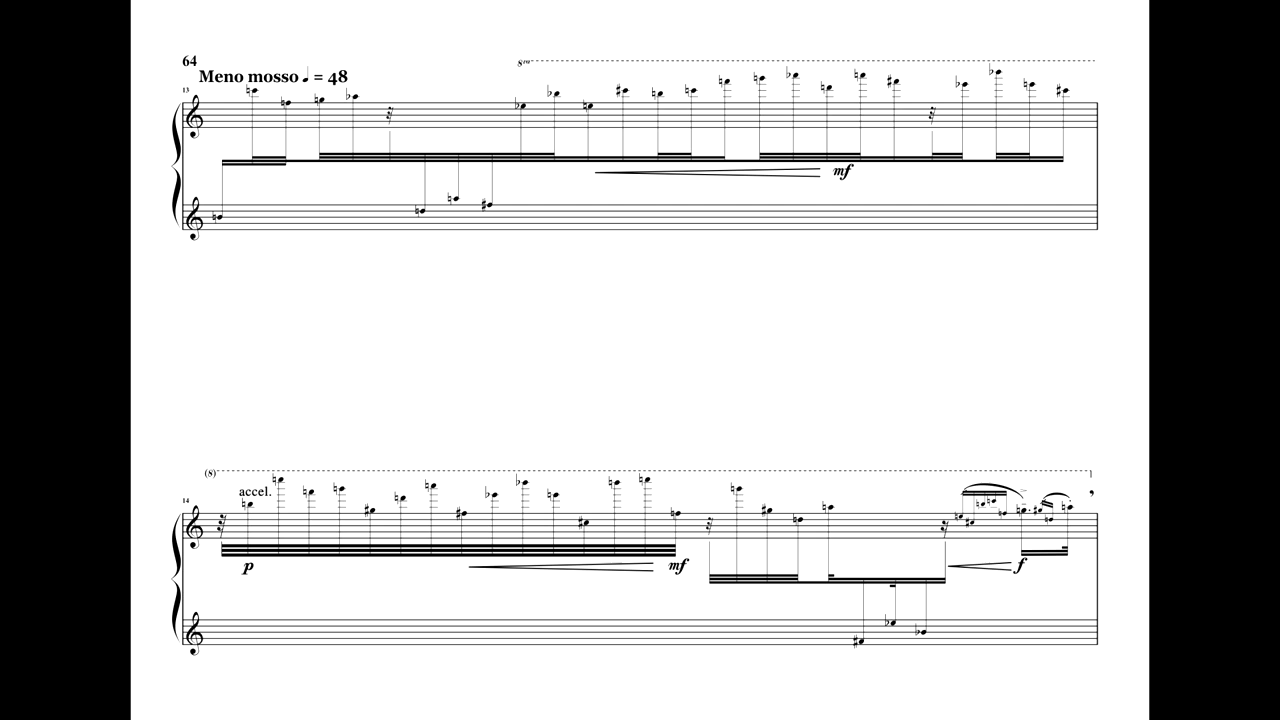 64
Meno mosso ♩ = 48
13
8va
mf
(8)
14
accel.
p
mf
f